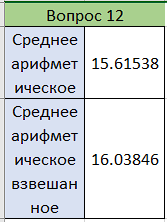 Вопрос 12
Среднее
арифмет
ическое
15.61538
Среднее
арифмет
ическое
взвешан
ное
16.03846